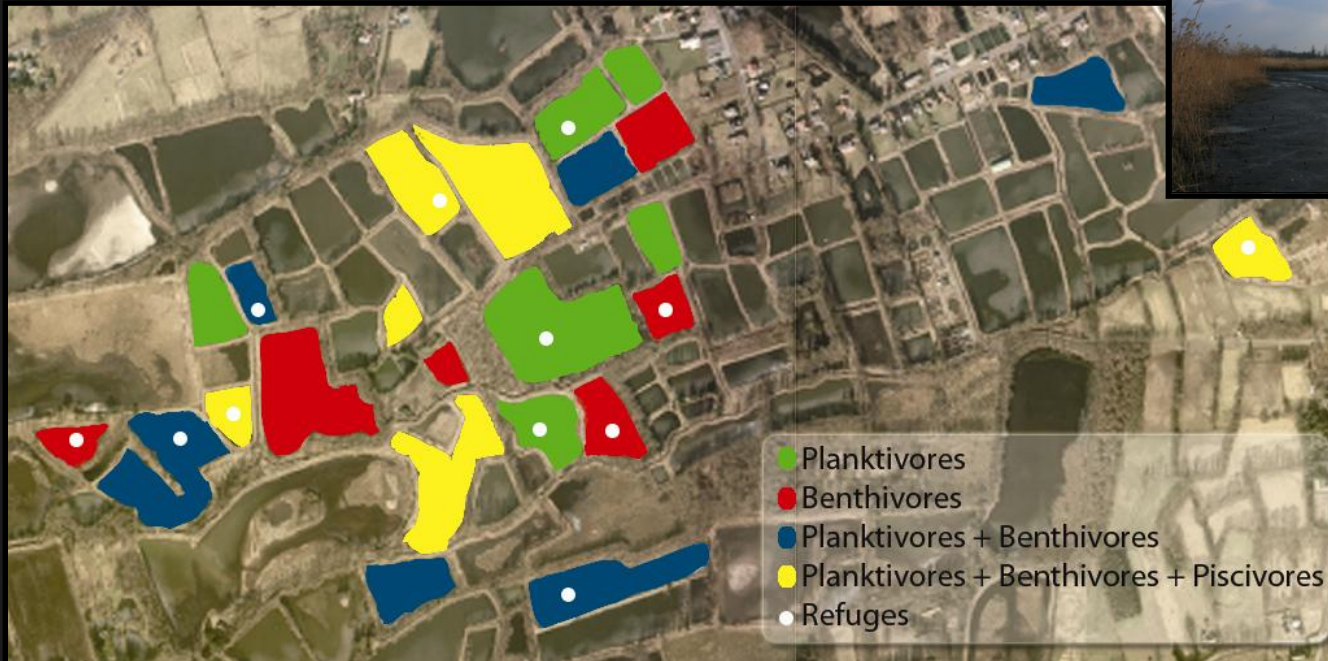 Planktivores
Benthivores
Planktivores + Benthivores
Planktivores + Benthivores + Piscivores
Refuges